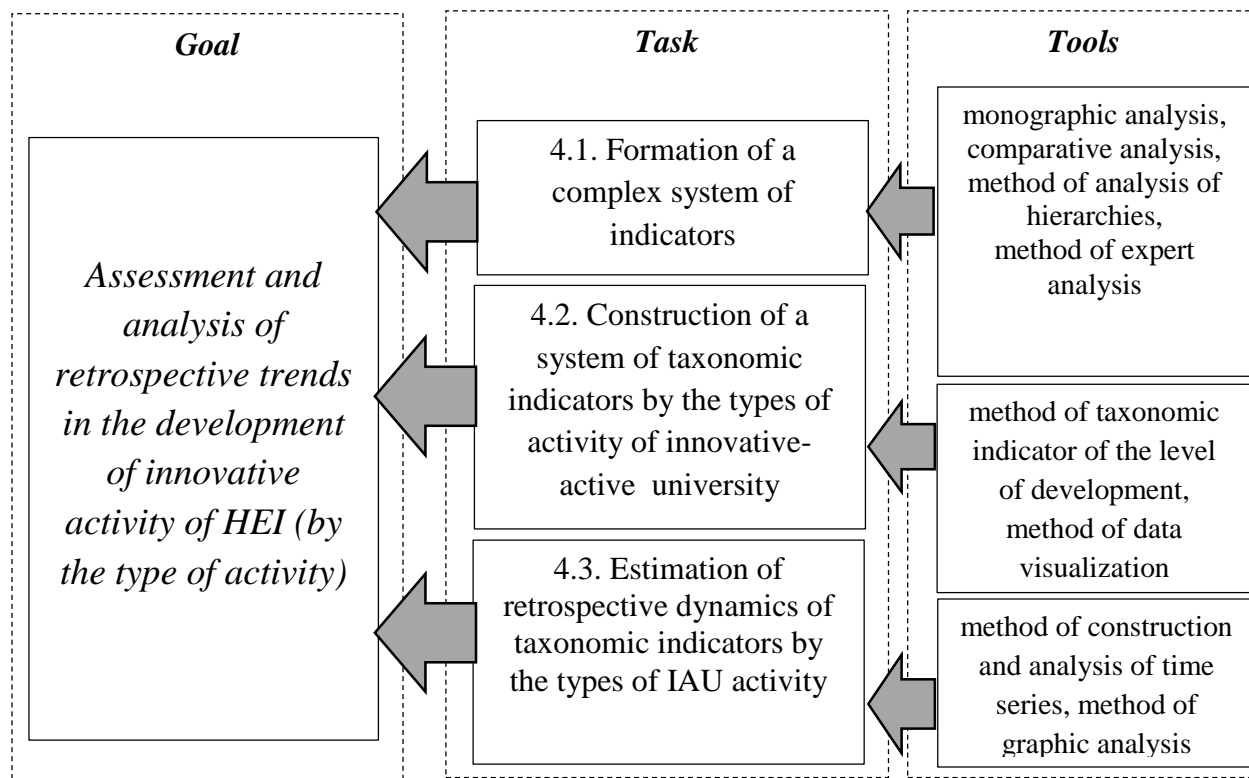 Goal
Assessment and
analysis of
retrospective trends
in the development
of innovative
activity of HEI (by
the type of activity)
Task
4.1. Formation of a
complex system of
indicators
4.2. Construction of a
system of taxonomic
indicators by the types of
activity of innovative-
active university
4.3. Estimation of
retrospective dynamics of
taxonomic indicators by
the types of IAU activity
Tools
monographic analysis,
comparative analysis,
method of analysis of
hierarchies,
method of expert
analysis
method of taxonomic
indicator of the level
of development,
method of data
visualization
method of construction
and analysis of time
series, method of
graphic analysis